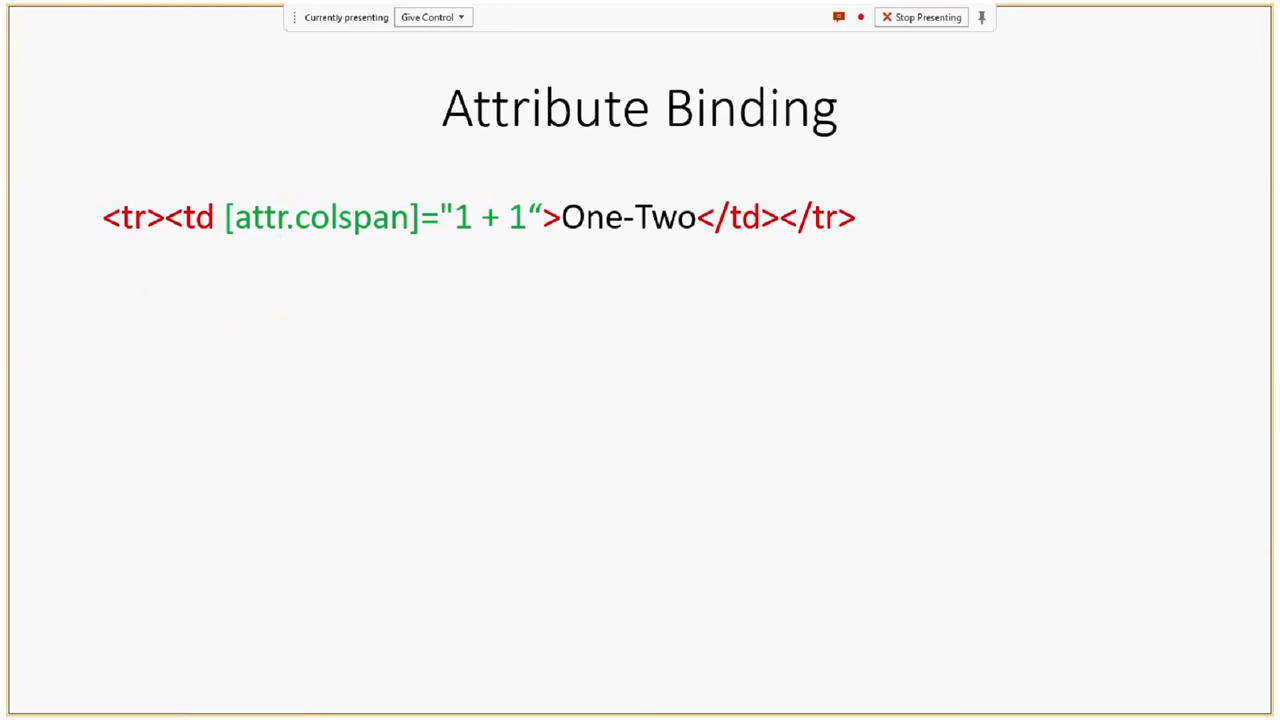 Currently presenting Give Control Stop Presenting
Attribute Binding
<tr><td [attr.colspan]="1 + 1“>One-Two</td></tr>